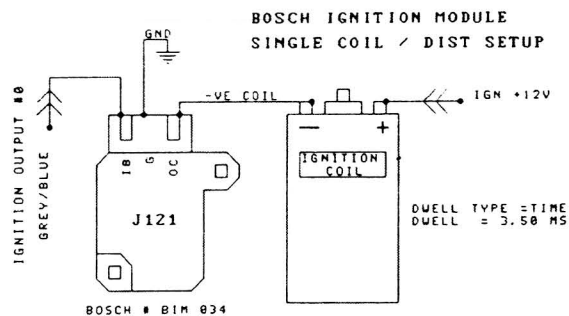 BOSCH IGNITION MODULE
SINGLE COIL / DIST SETUP
GND
-VE COIL
IGN +12V
IGNITION OUTPUT #0
GREY/BLUE
IB
G
OC
— +
IGNITION
COIL
J121
DWELL TYPE =TIME
DWELL = 3.50 MS
BOSCH # BIM 034